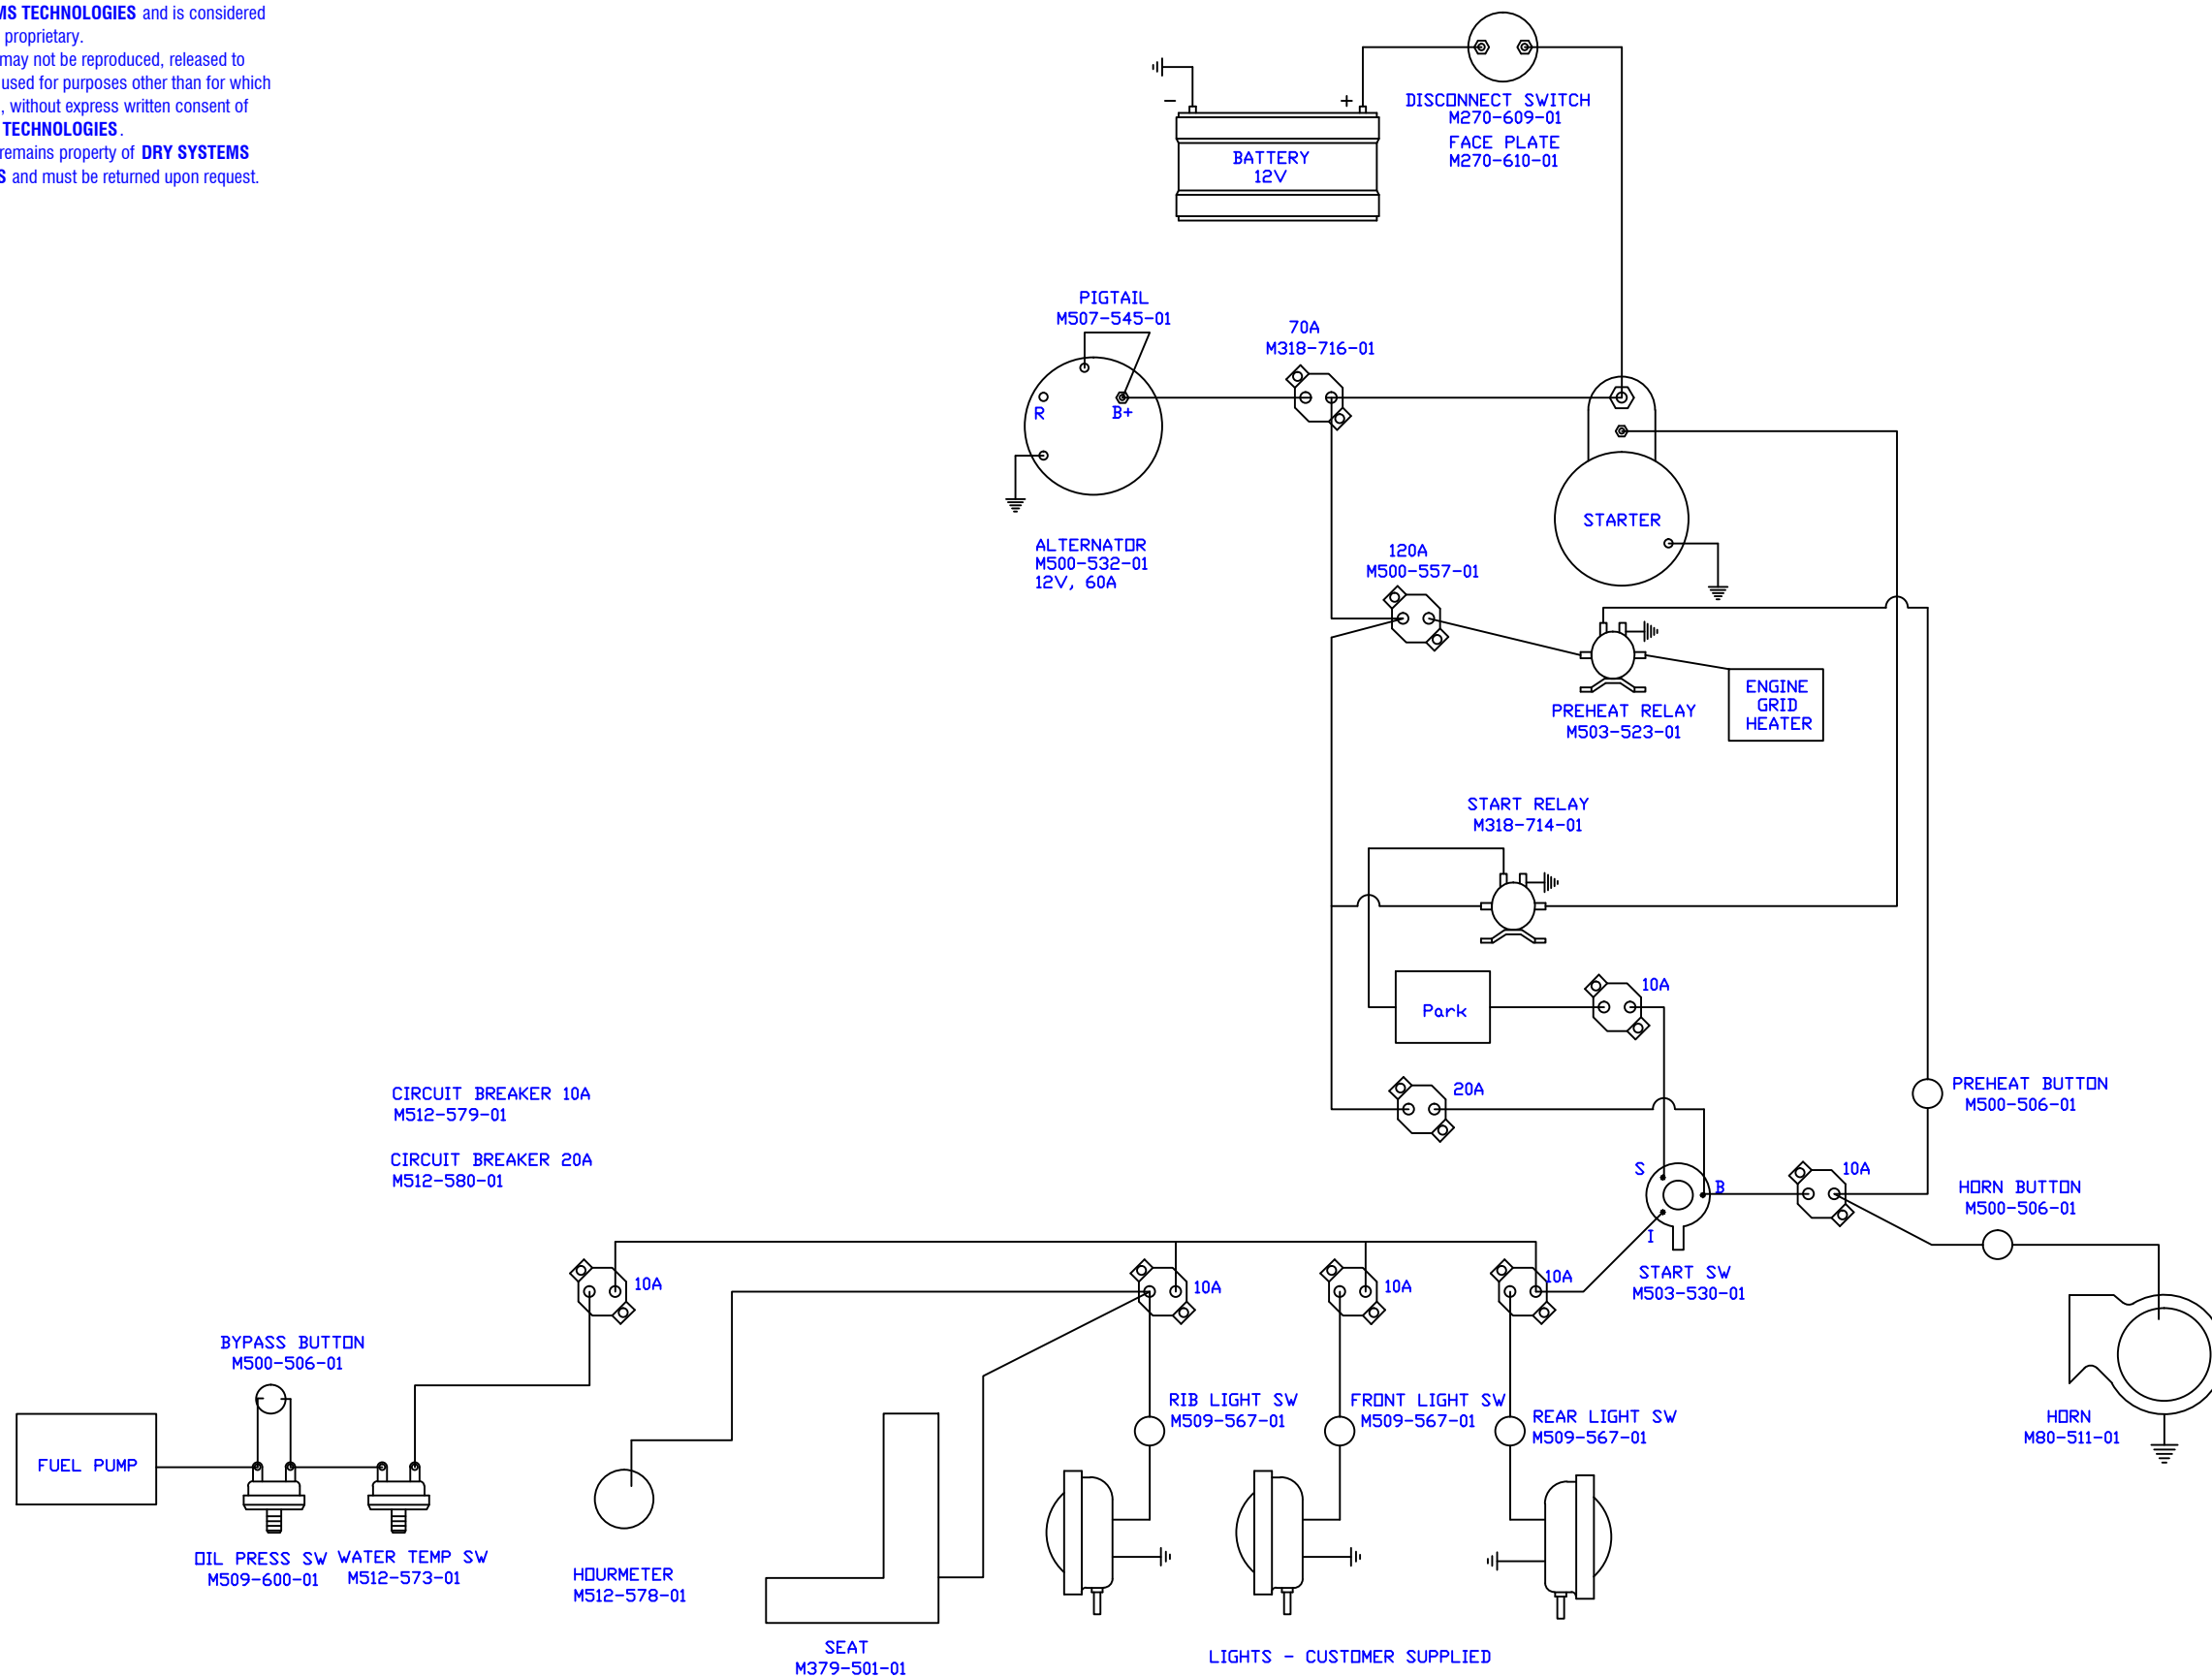 MS TECHNOLOGIES and is considered
proprietary.
may not be reproduced, released to
used for purposes other than for which
, without express written consent of
TECHNOLOGIES.
remains property of DRY SYSTEMS
S and must be returned upon request.
- +
BATTERY
12V
DISCONNECT SWITCH
M270-609-01
FACE PLATE
M270-610-01
PIGTAIL
M507-545-01
R
B+
ALTERNATOR
M500-532-01
12V, 60A
70A
M318-716-01
STARTER
120A
M500-557-01
PREHEAT RELAY
M503-523-01
ENGINE
GRID
HEATER
START RELAY
M318-714-01
Park
10A
20A
CIRCUIT BREAKER 10A
M512-579-01
CIRCUIT BREAKER 20A
M512-580-01
PREHEAT BUTTON
M500-506-01
S
B
I
START SW
M503-530-01
10A
HORN BUTTON
M500-506-01
HORN
M80-511-01
10A
10A
10A
10A
BYPASS BUTTON
M500-506-01
FUEL PUMP
OIL PRESS SW
M509-600-01
WATER TEMP SW
M512-573-01
HOURMETER
M512-578-01
SEAT
M379-501-01
RIB LIGHT SW
M509-567-01
FRONT LIGHT SW
M509-567-01
REAR LIGHT SW
M509-567-01
LIGHTS - CUSTOMER SUPPLIED